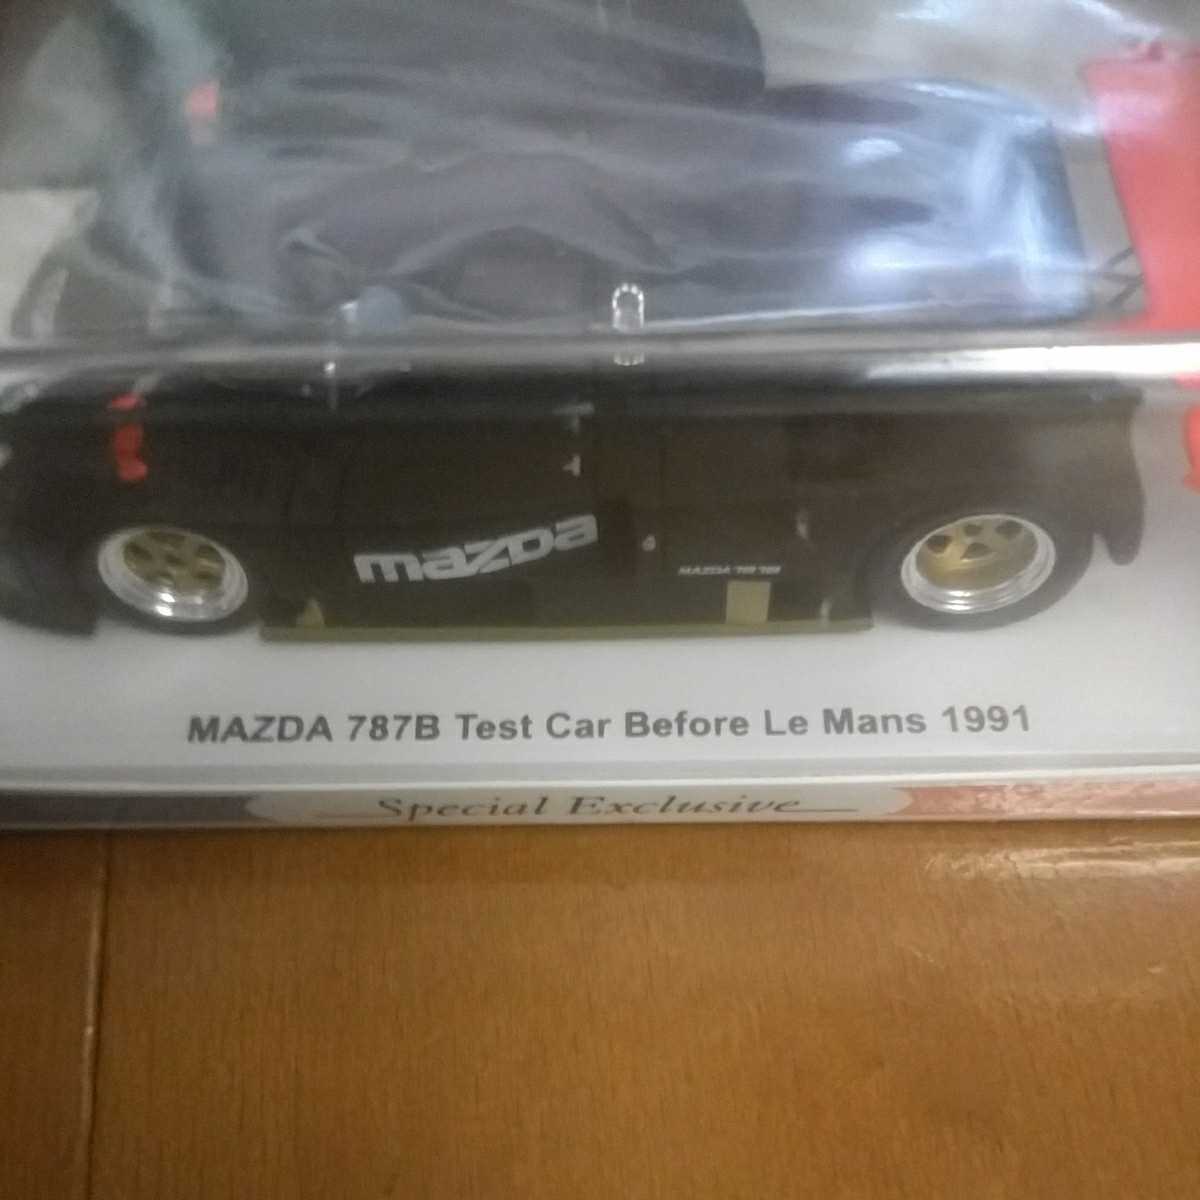 mazda
MAZDA 787B Test Car Before Le Mans 1991
Special Exclusive